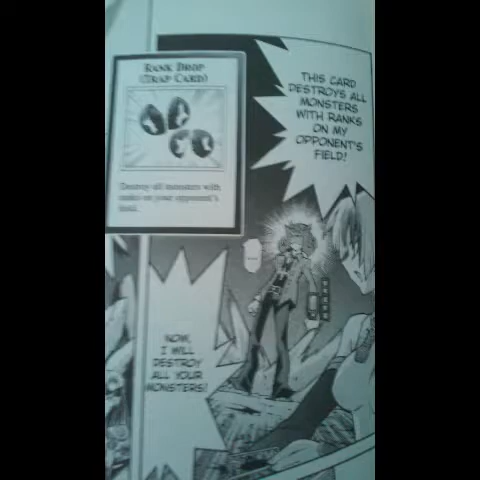 RANK DROP
(TRAP CARD)
Destroy all monsters with
ranks on your opponent's
field.
THIS CARD
DESTROYS ALL
MONSTERS
WITH RANKS
ON MY
OPPONENT'S
FIELD!
NOW,
I WILL
DESTROY
ALL YOUR
MONSTERS!